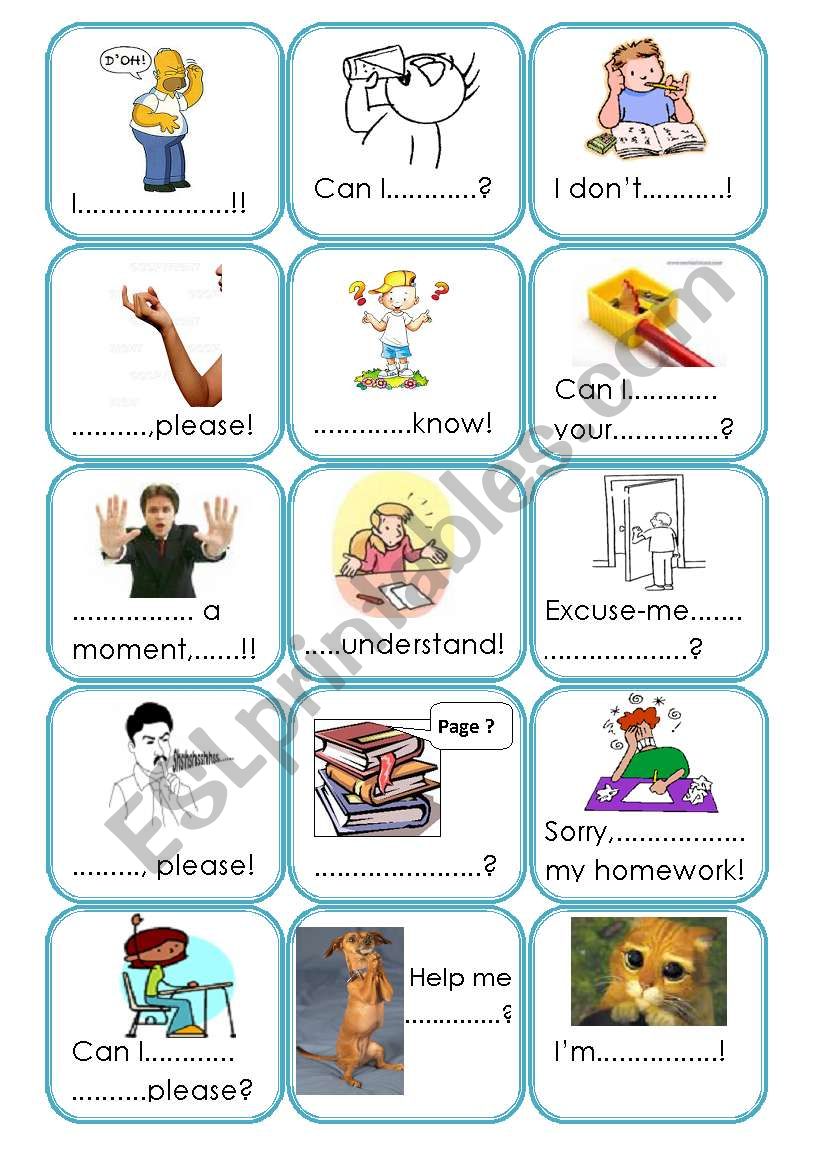 D'OH!
I....................!!
Can I............?
I don't...........!
..........,please!
.............know!
Can I............
your..............?
................ a
moment,......!!
.....understand!
Excuse-me.......
...................?
Shshshsshhss......
........., please!
Page ?
......................?
Sorry,.................
my homework!
Can I............
..........please?
Help me
.............?
I'm................!
ESLprintables.com